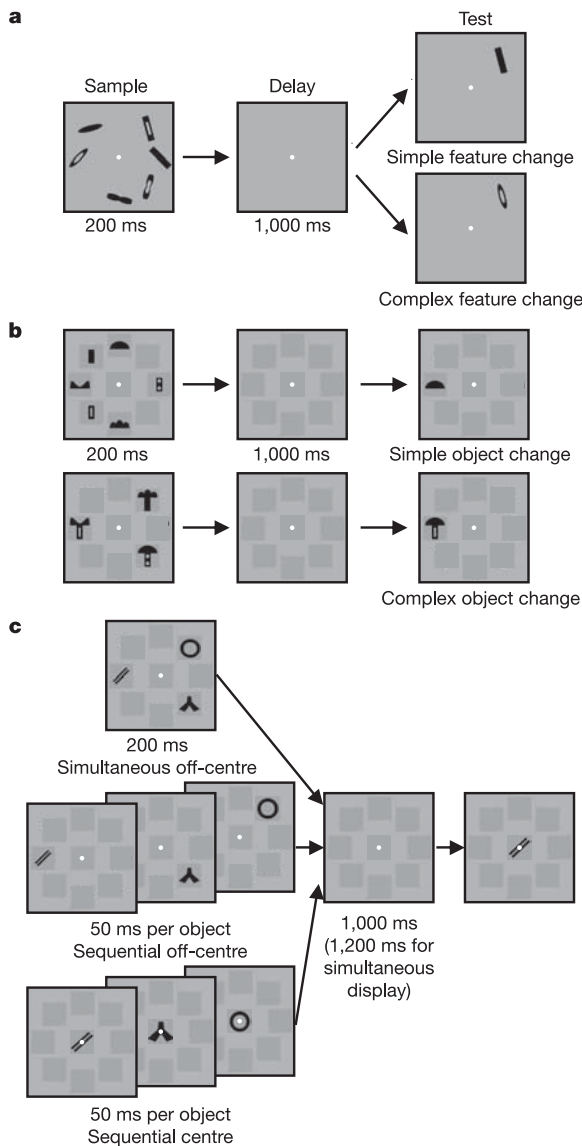 a
Test
Sample
Delay
Simple feature change
200 ms
1,000 ms
Complex feature change
b
200 ms
1,000 ms
Simple object change
Complex object change
c
200 ms
Simultaneous off-centre
50 ms per object
Sequential off-centre
1,000 ms
(1,200 ms for
simultaneous
display)
50 ms per object
Sequential centre